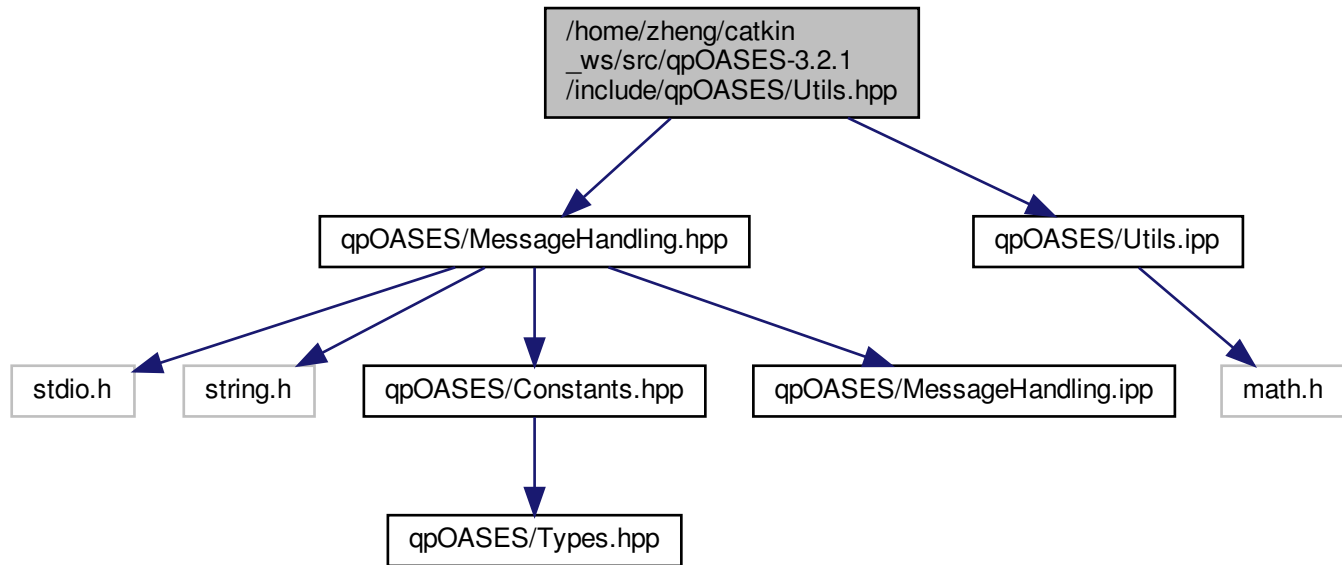 /home/zheng/catkin
_ws/src/qpOASES-3.2.1
/include/qpOASES/Utils.hpp
qpOASES/MessageHandling.hpp
qpOASES/Utils.ipp
stdio.h
string.h
qpOASES/Constants.hpp
qpOASES/MessageHandling.ipp
math.h
qpOASES/Types.hpp